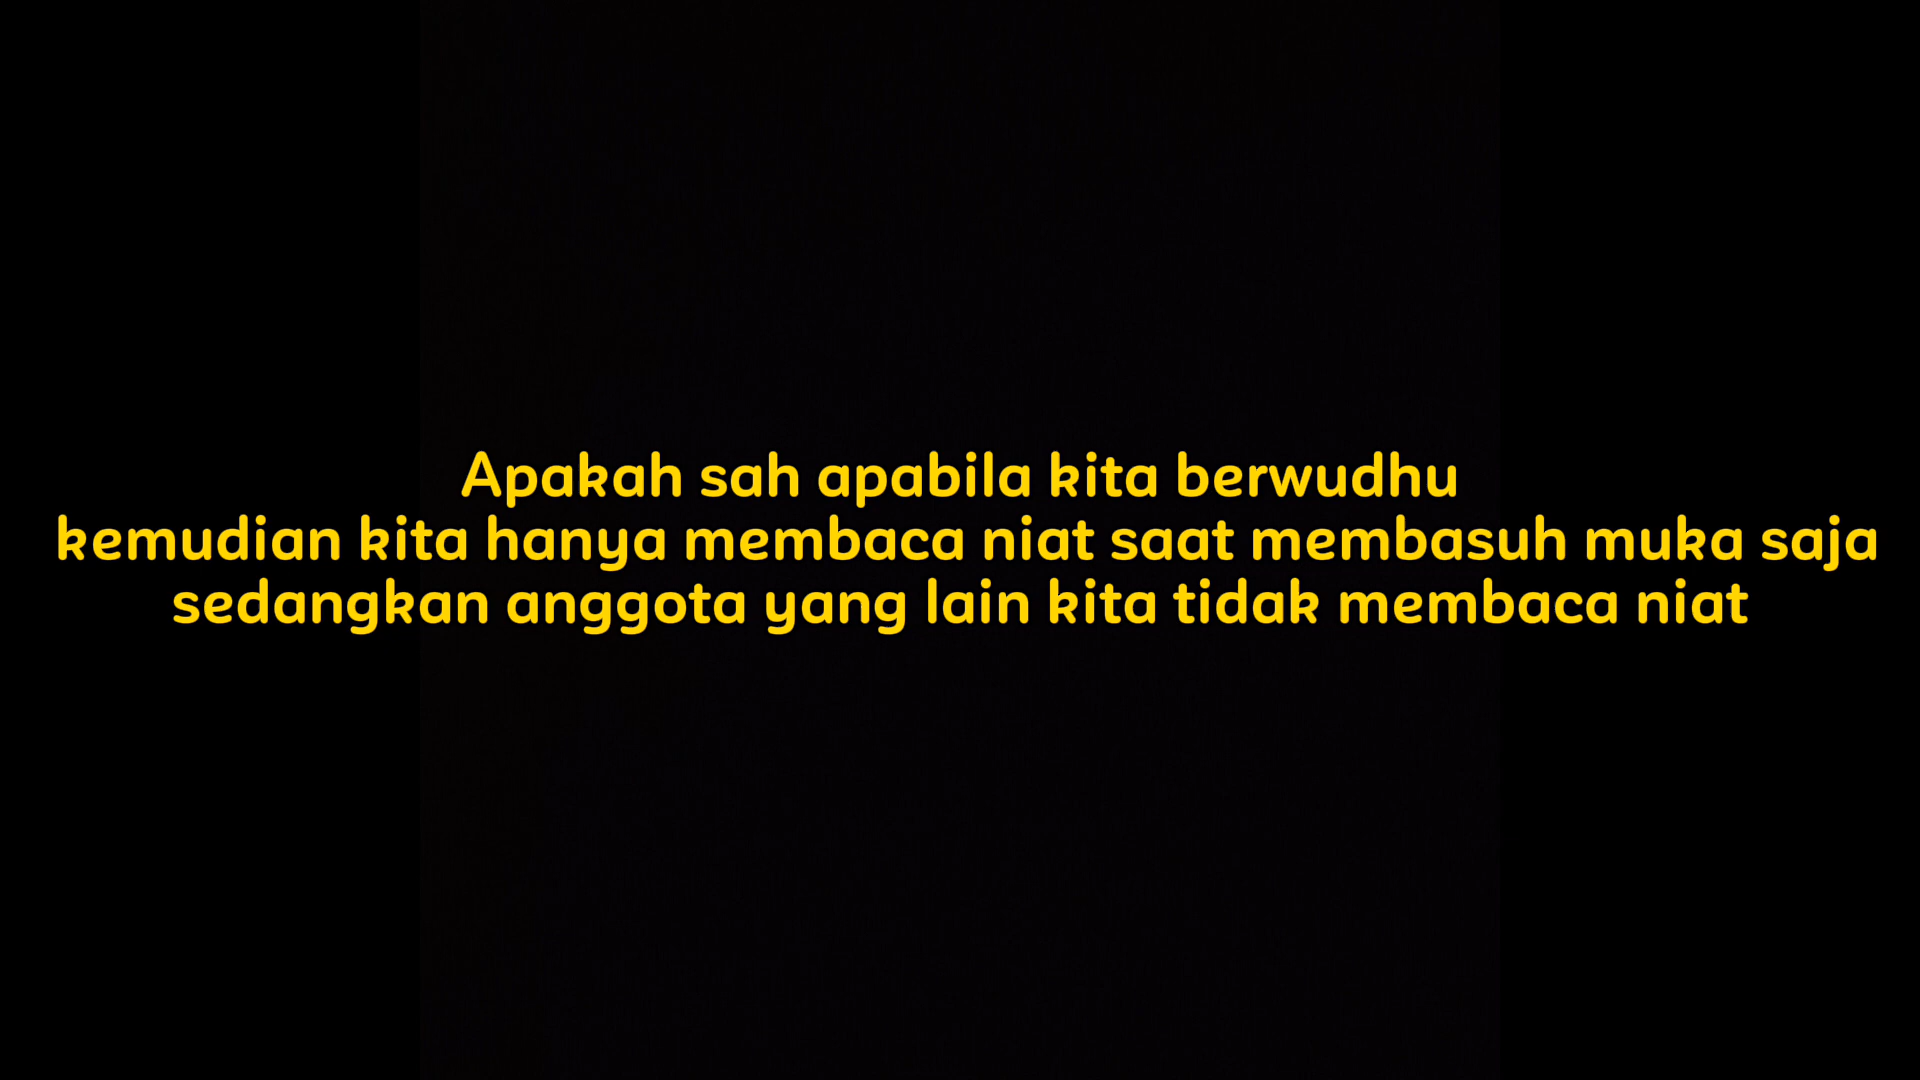 Apakah sah apabila kita berwudhu
kemudian kita hanya membaca niat saat membasuh muka saja
sedangkan anggota yang lain kita tidak membaca niat